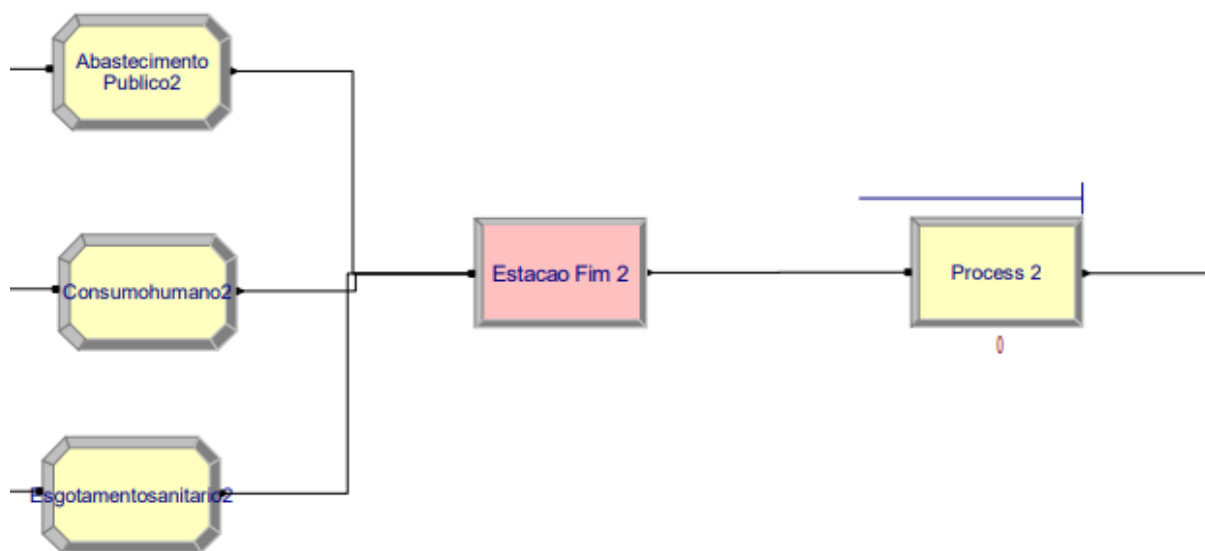 Abastecimento
Publico2
Consumohumano2
Esgotamentosanitario2
Estacao Fim 2
Process 2
0